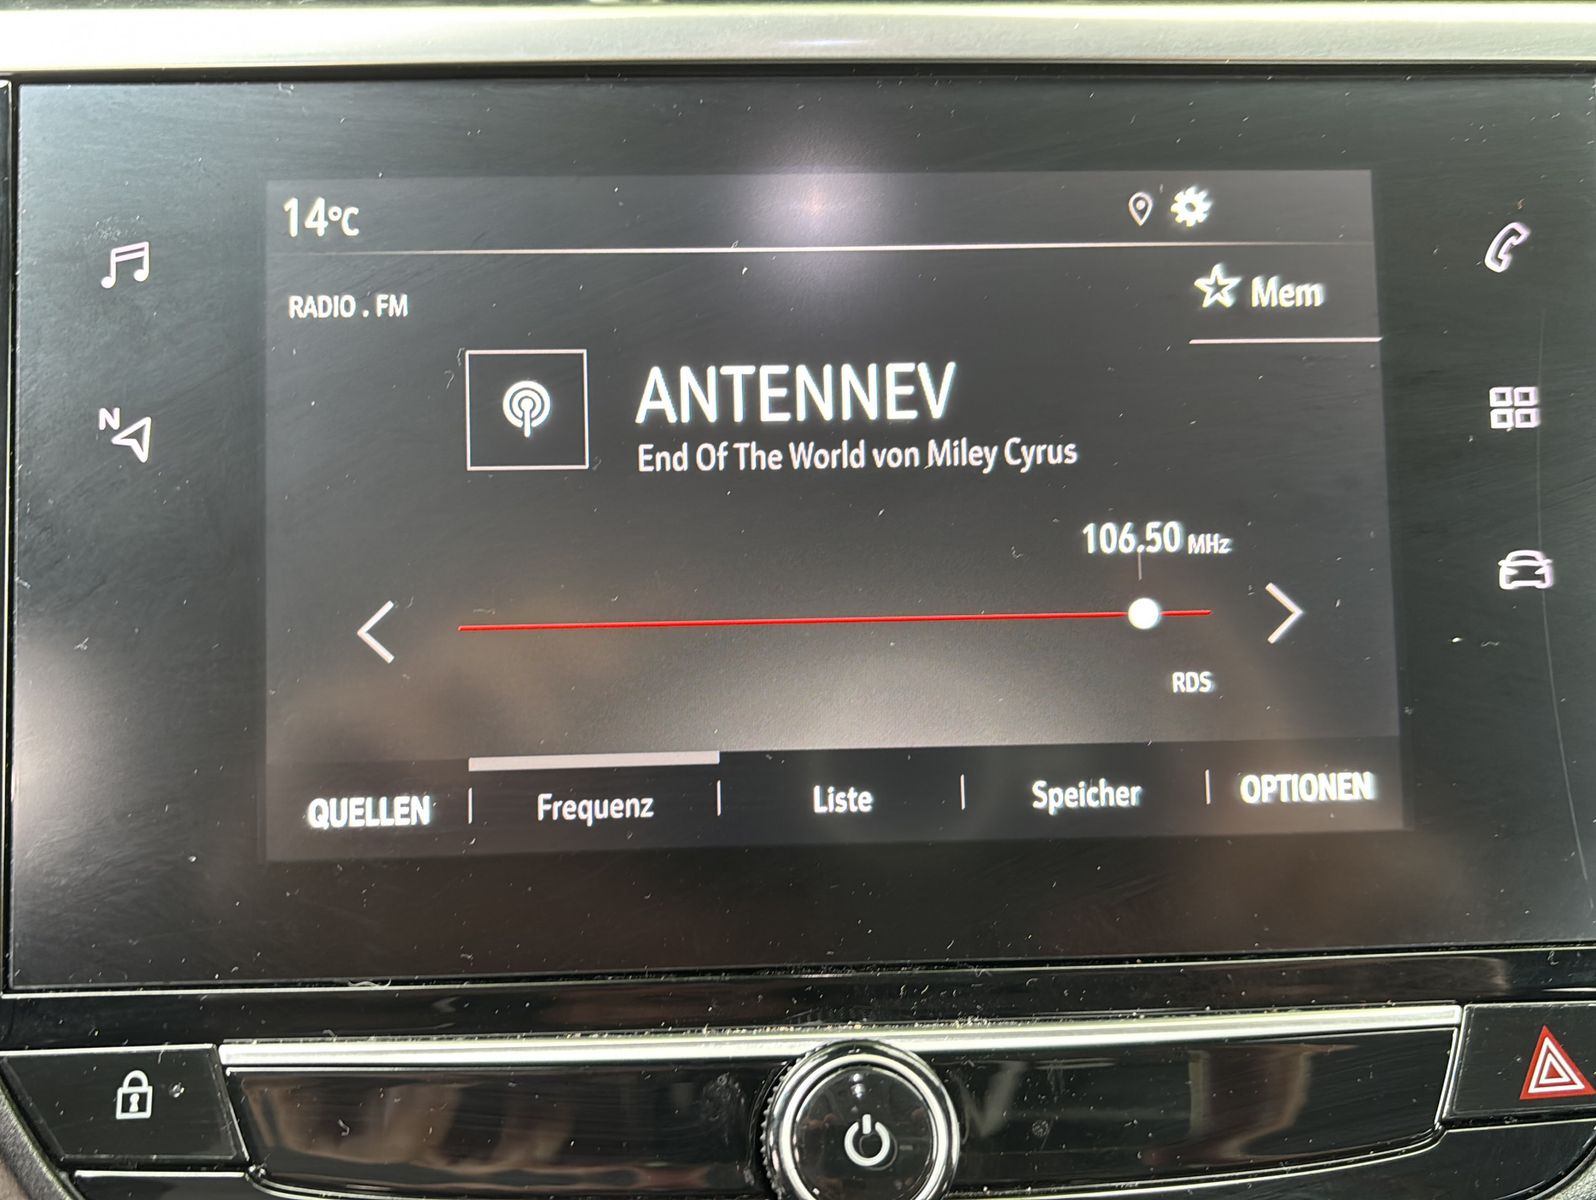 14°C
RADIO . FM
Mem
ANTENNEV
End Of The World von Miley Cyrus
N
106.50 MHz
RDS
QUELLEN | Frequenz | Liste | Speicher | OPTIONEN